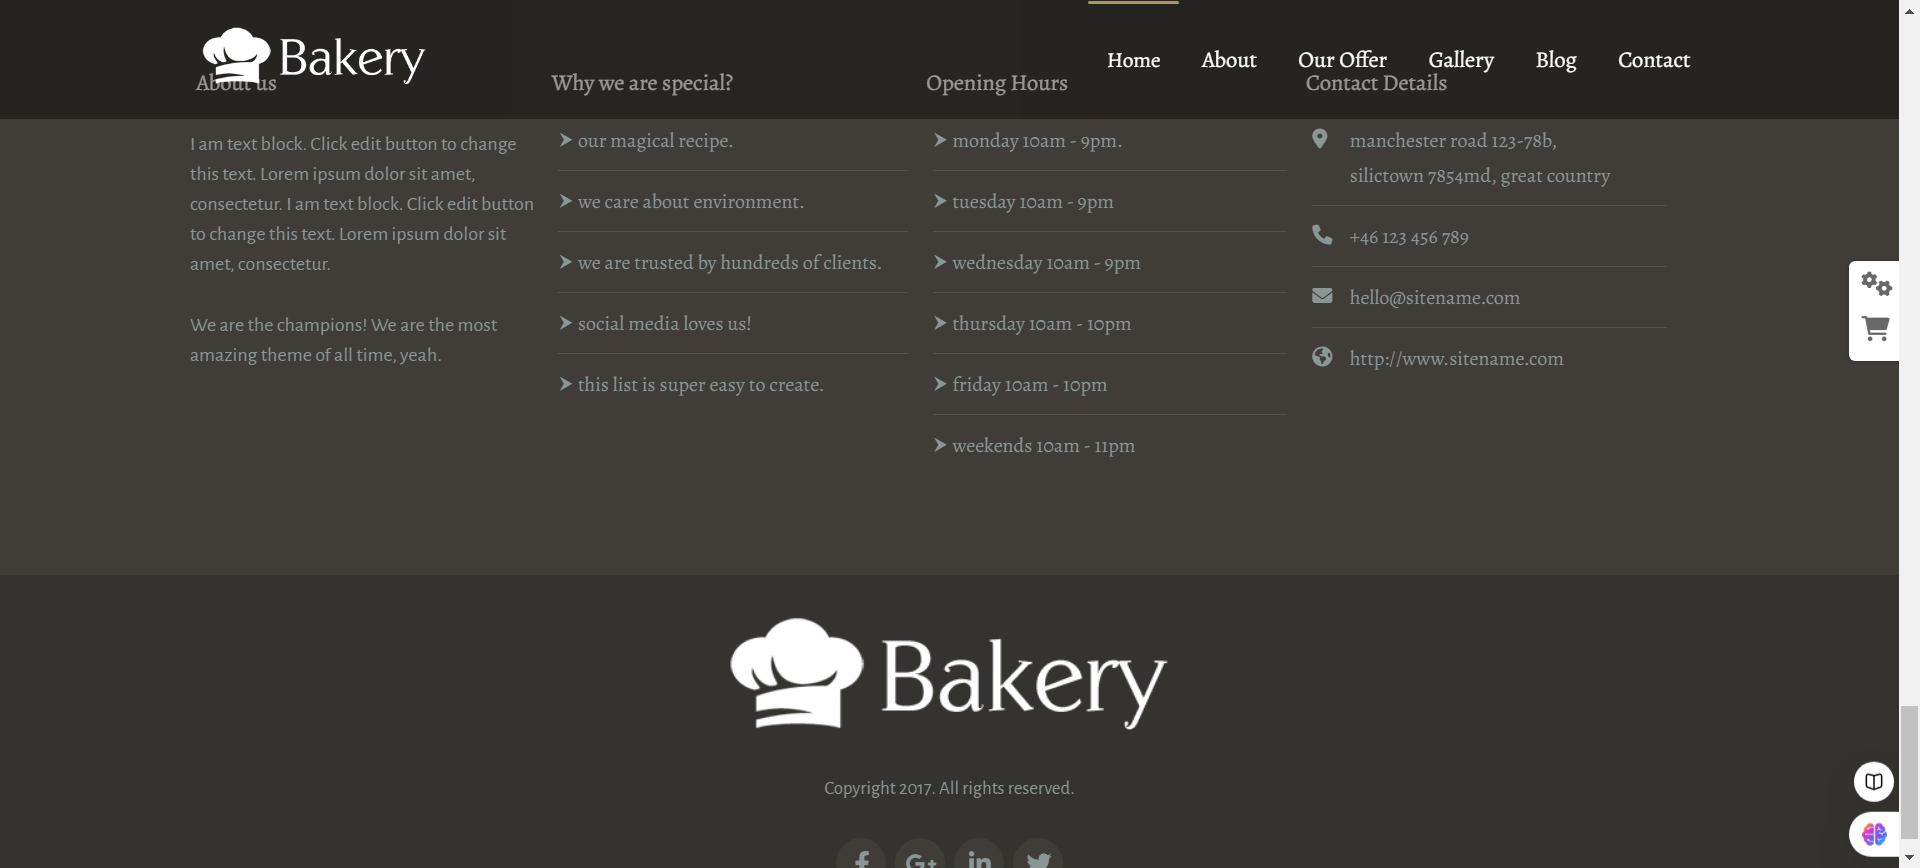 Bakery
Home
About
Our Offer
Gallery
Blog
Contact
About us
I am text block. Click edit button to change
this text. Lorem ipsum dolor sit amet,
consectetur. I am text block. Click edit button
to change this text. Lorem ipsum dolor sit
amet, consectetur.
We are the champions! We are the most
amazing theme of all time, yeah.
Why we are special?
our magical recipe.
we care about environment.
we are trusted by hundreds of clients.
social media loves us!
this list is super easy to create.
Opening Hours
monday 10am - 9pm.
tuesday 10am - 9pm
wednesday 10am - 9pm
thursday 10am - 10pm
friday 10am - 10pm
weekends 10am - 11pm
Contact Details
manchester road 123-78b,
silictown 7854md, great country
+46 123 456 789
hello@sitename.com
http://www.sitename.com
Bakery
Copyright 2017. All rights reserved.